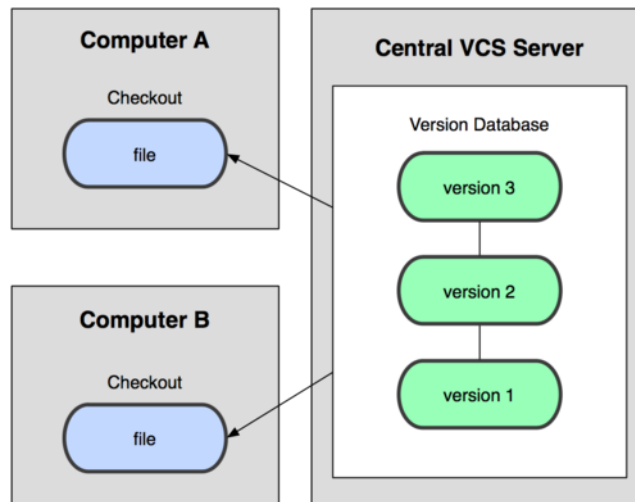 Computer A
Checkout
file
Computer B
Checkout
file
Central VCS Server
Version Database
version 3
version 2
version 1